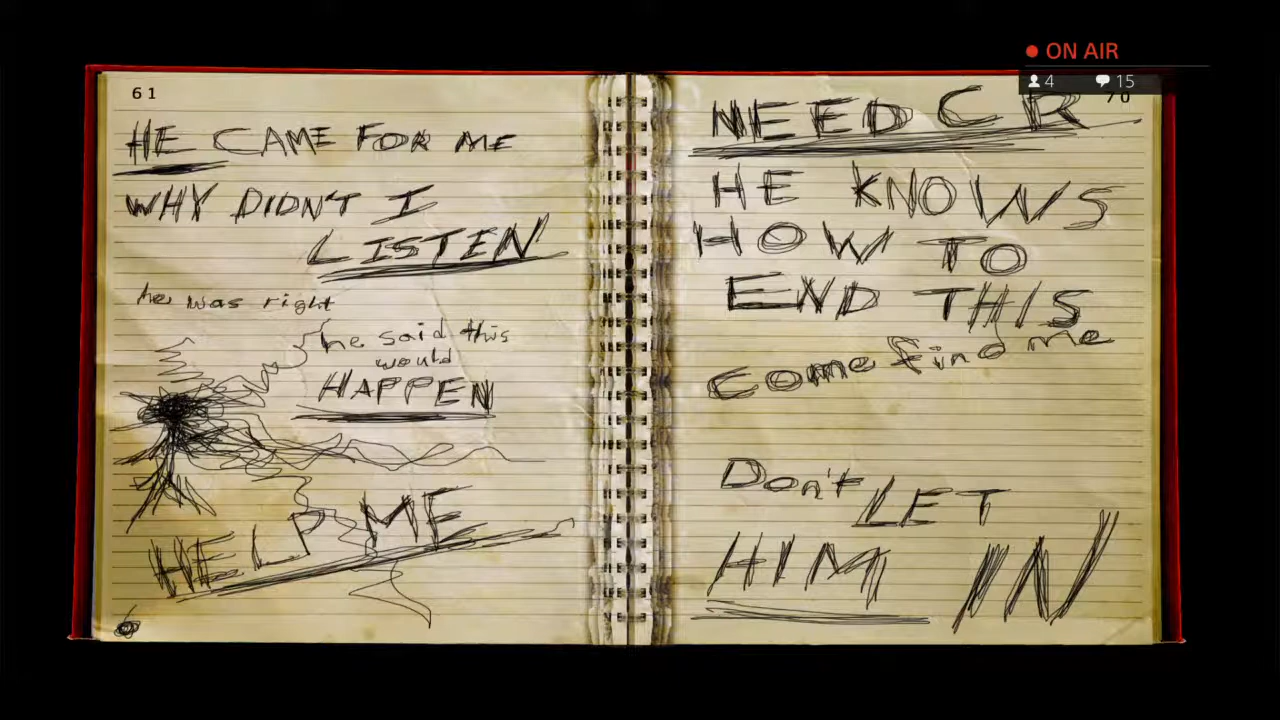 ON AIR
4 15
61
HE CAME FOR ME
WHY DIDN'T I
LISTEN
he was right
he said this
would
HAPPEN
HELP ME
70
NEED CR
HE KNOWS
HOW TO
END THIS
come find me
Don't LET
HIM IN